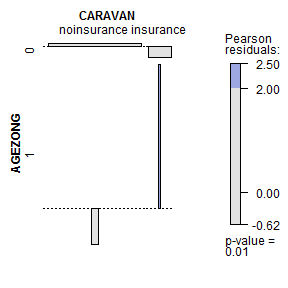 CARAVAN
noinsurance insurance
AGEZONG
0
1
Pearson
residuals:
2.50
2.00
0.00
-0.62
p-value =
0.01